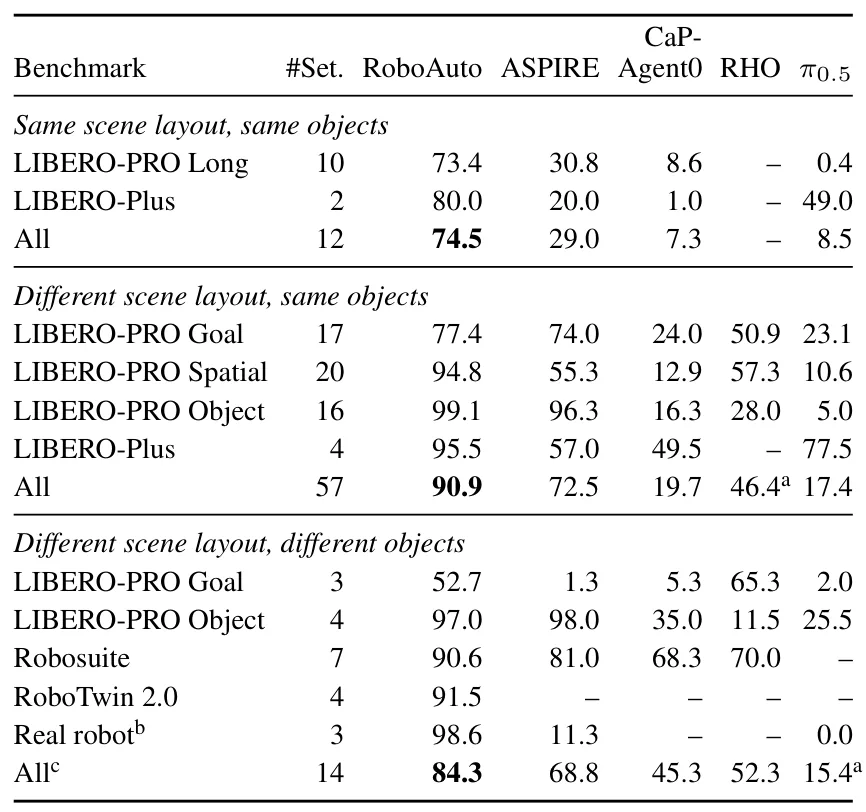 CaP-
Benchmark #Set. RoboAuto ASPIRE Agent0 RHO π0.5
Same scene layout, same objects
LIBERO-PRO Long 10 73.4 30.8 8.6 – 0.4
LIBERO-Plus 2 80.0 20.0 1.0 – 49.0
All 12 74.5 29.0 7.3 – 8.5
Different scene layout, same objects
LIBERO-PRO Goal 17 77.4 74.0 24.0 50.9 23.1
LIBERO-PRO Spatial 20 94.8 55.3 12.9 57.3 10.6
LIBERO-PRO Object 16 99.1 96.3 16.3 28.0 5.0
LIBERO-Plus 4 95.5 57.0 49.5 – 77.5
All 57 90.9 72.5 19.7 46.4a 17.4
Different scene layout, different objects
LIBERO-PRO Goal 3 52.7 1.3 5.3 65.3 2.0
LIBERO-PRO Object 4 97.0 98.0 35.0 11.5 25.5
Robosuite 7 90.6 81.0 68.3 70.0 –
RoboTwin 2.0 4 91.5 – – – –
Real robotb 3 98.6 11.3 – – 0.0
Allc 14 84.3 68.8 45.3 52.3 15.4a